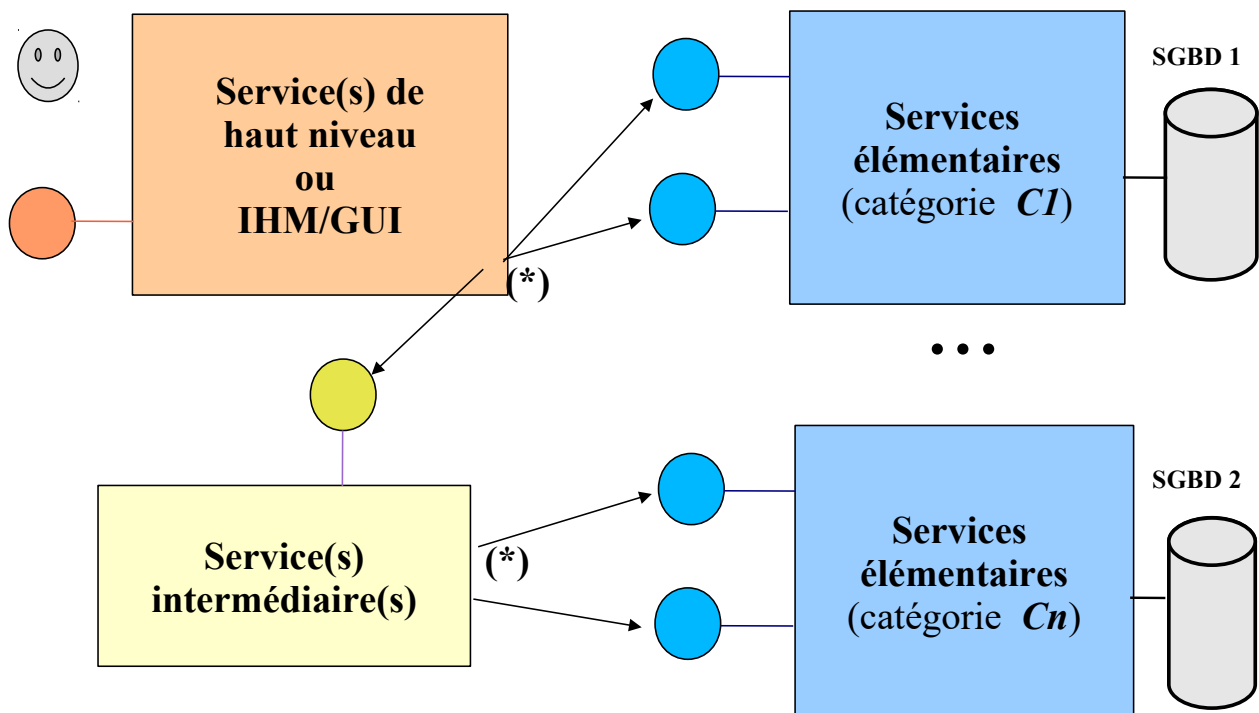 Service(s) de
haut niveau
ou
IHM/GUI
(*)
Services
élémentaires
(catégorie C1)
SGBD 1
• • •
Service(s)
intermédiaire(s)
(*)
Services
élémentaires
(catégorie Cn)
SGBD 2